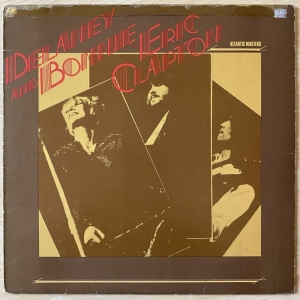 DELANEY ERIC
AND BONNIE CLAPTON
ATLANTIC MASTERS